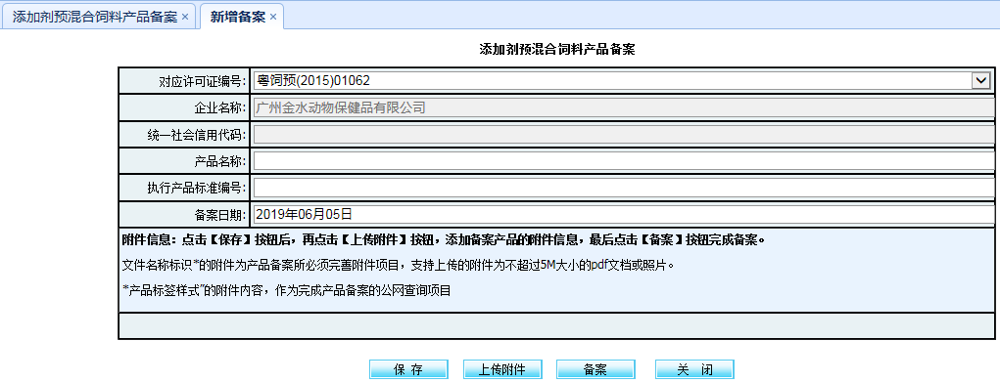 添加剂预混合饲料产品备案 × 新增备案 ×
添加剂预混合饲料产品备案
对应许可证编号: 粤饲预(2015)01062
企业名称: 广州金水动物保健品有限公司
统一社会信用代码:
产品名称:
执行产品标准编号:
备案日期: 2019年06月05日
附件信息：点击【保存】按钮后，再点击【上传附件】按钮，添加备案产品的附件信息，最后点击【备案】按钮完成备案。
文件名称标识*的附件为产品备案所必须完善附件项目，支持上传的附件为不超过5M大小的pdf文档或照片。
"产品标签样式"的附件内容，作为完成产品备案的公网查询项目
保 存 上传附件 备案 关 闭